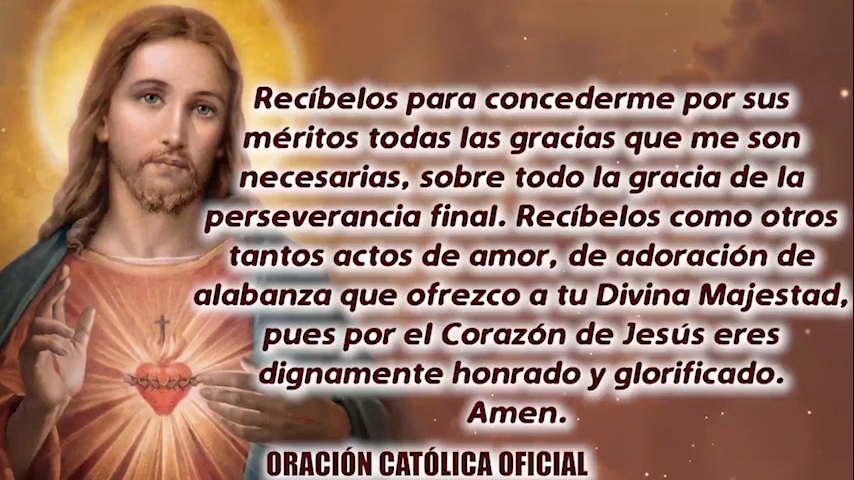 Recíbelos para concederme por sus
méritos todas las gracias que me son
necesarias, sobre todo la gracia de la
perseverancia final. Recíbelos como otros
tantos actos de amor, de adoración de
alabanza que ofrezco a tu Divina Majestad,
pues por el Corazón de Jesús eres
dignamente honrado y glorificado.
Amen.
ORACIÓN CATÓLICA OFICIAL